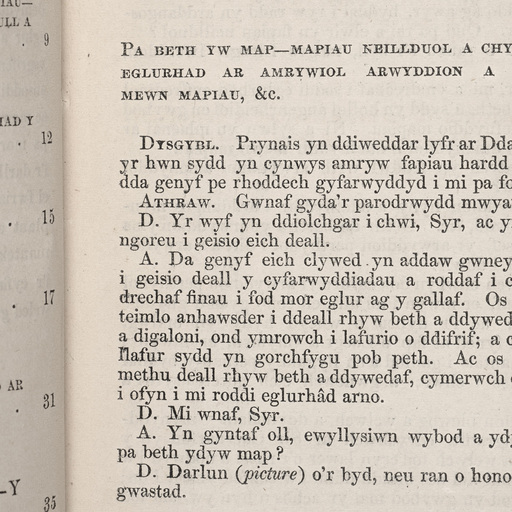 ULL A
9
IAD Y
12
15
17
AR
31
-Y
35
PA BETH YW MAP—MAPIAU NEILLDUOL A CHY
EGLURHAD AR AMRYWIOL ARWYDDION A
MEWN MAPIAU, &C.
DYSGYBL. Prynais yn ddiweddar lyfr ar Dda
yr hwn sydd yn cynwys amryw fapiau hardd
dda genyf pe rhoddech gyfarwyddyd i mi pa fo
ATHRAW. Gwnaf gyda'r parodrwydd mwya
D. Yr wyf yn ddiolchgar i chwi, Syr, ac y
ngoreu i geisio eich deall.
A. Da genyf eich clywed yn addaw gwney
i geisio deall y cyfarwyddiadau a roddaf i c
drechaf finau i fod mor eglur ag y gallaf. Os
teimlo anhawsder i ddeall rhyw beth a ddywed
a digaloni, ond ymrowch i lafurio o ddifrif; a c
llafur sydd yn gorchfygu pob peth. Ac os
methu deall rhyw beth a ddywedaf, cymerwch
i ofyn i mi roddi eglurhâd arno.
D. Mi wnaf, Syr.
A. Yn gyntaf oll, ewyllysiwn wybod a yd
pa beth ydyw map?
D. Darlun (picture) o'r byd, neu ran o hono
gwastad.